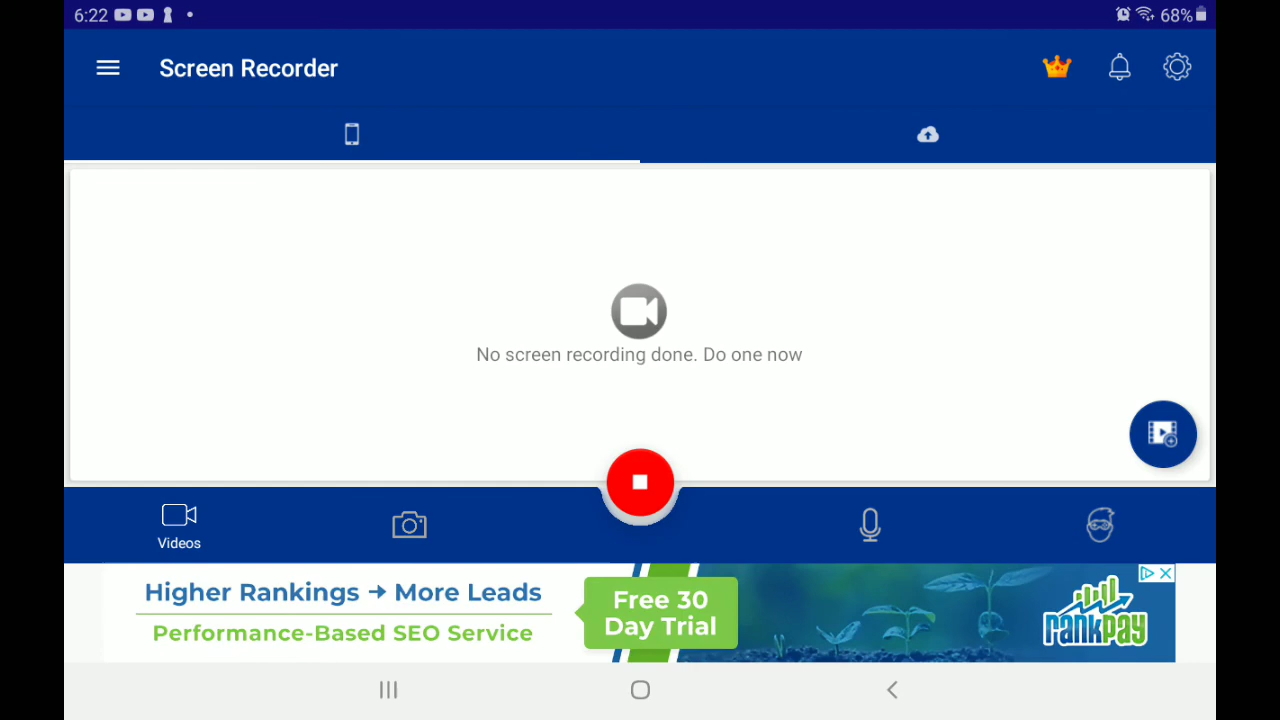 6:22
68%
Screen Recorder
No screen recording done. Do one now
Videos
Higher Rankings → More Leads
Performance-Based SEO Service
Free 30
Day Trial
rankpay